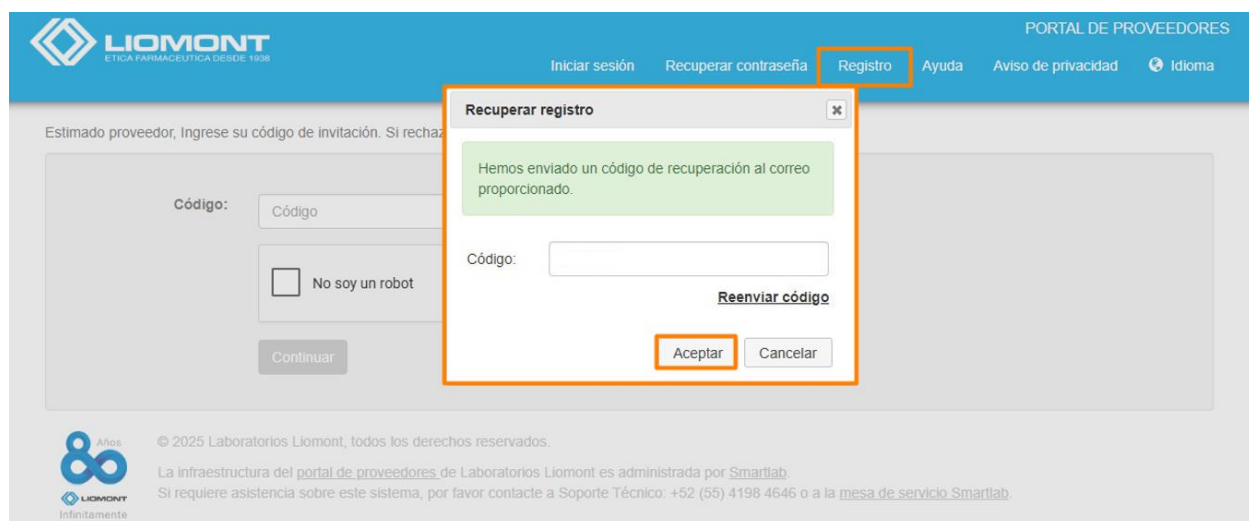 LIOMONT
ETICA FARMACEUTICA DESDE 1938
PORTAL DE PROVEEDORES
Iniciar sesión Recuperar contraseña Registro Ayuda Aviso de privacidad Idioma
Estimado proveedor, Ingrese su código de invitación. Si rechaz
Código:
Código
No soy un robot
Continuar
Recuperar registro
Hemos enviado un código de recuperación al correo
proporcionado.
Código:
Reenviar código
Aceptar Cancelar
80 Años
LIOMONT
Infinitamente
© 2025 Laboratorios Liomont, todos los derechos reservados.
La infraestructura del portal de proveedores de Laboratorios Liomont es administrada por Smartlab.
Si requiere asistencia sobre este sistema, por favor contacte a Soporte Técnico: +52 (55) 4198 4646 o a la mesa de servicio Smartlab.